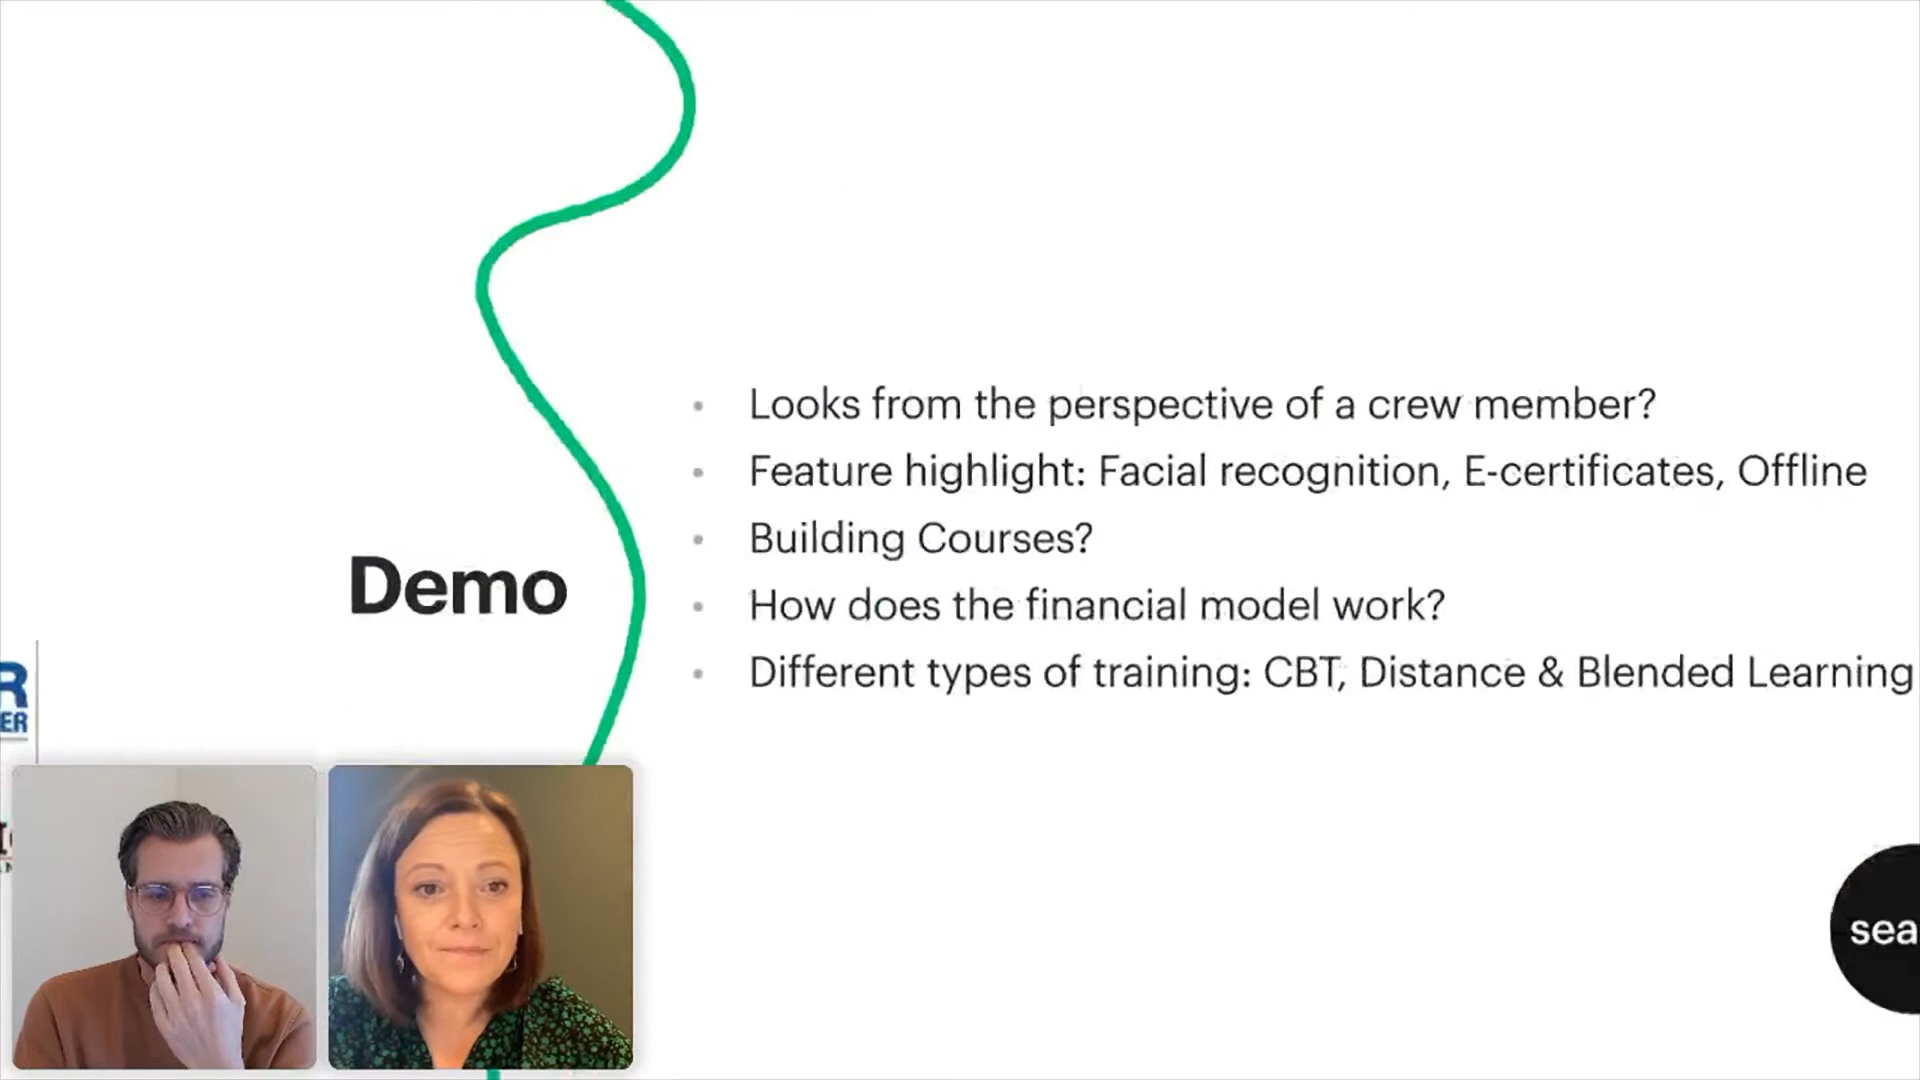 Looks from the perspective of a crew member?
Feature highlight: Facial recognition, E-certificates, Offline
Building Courses?
Demo
How does the financial model work?
Different types of training: CBT, Distance & Blended Learning
R
ER
sea